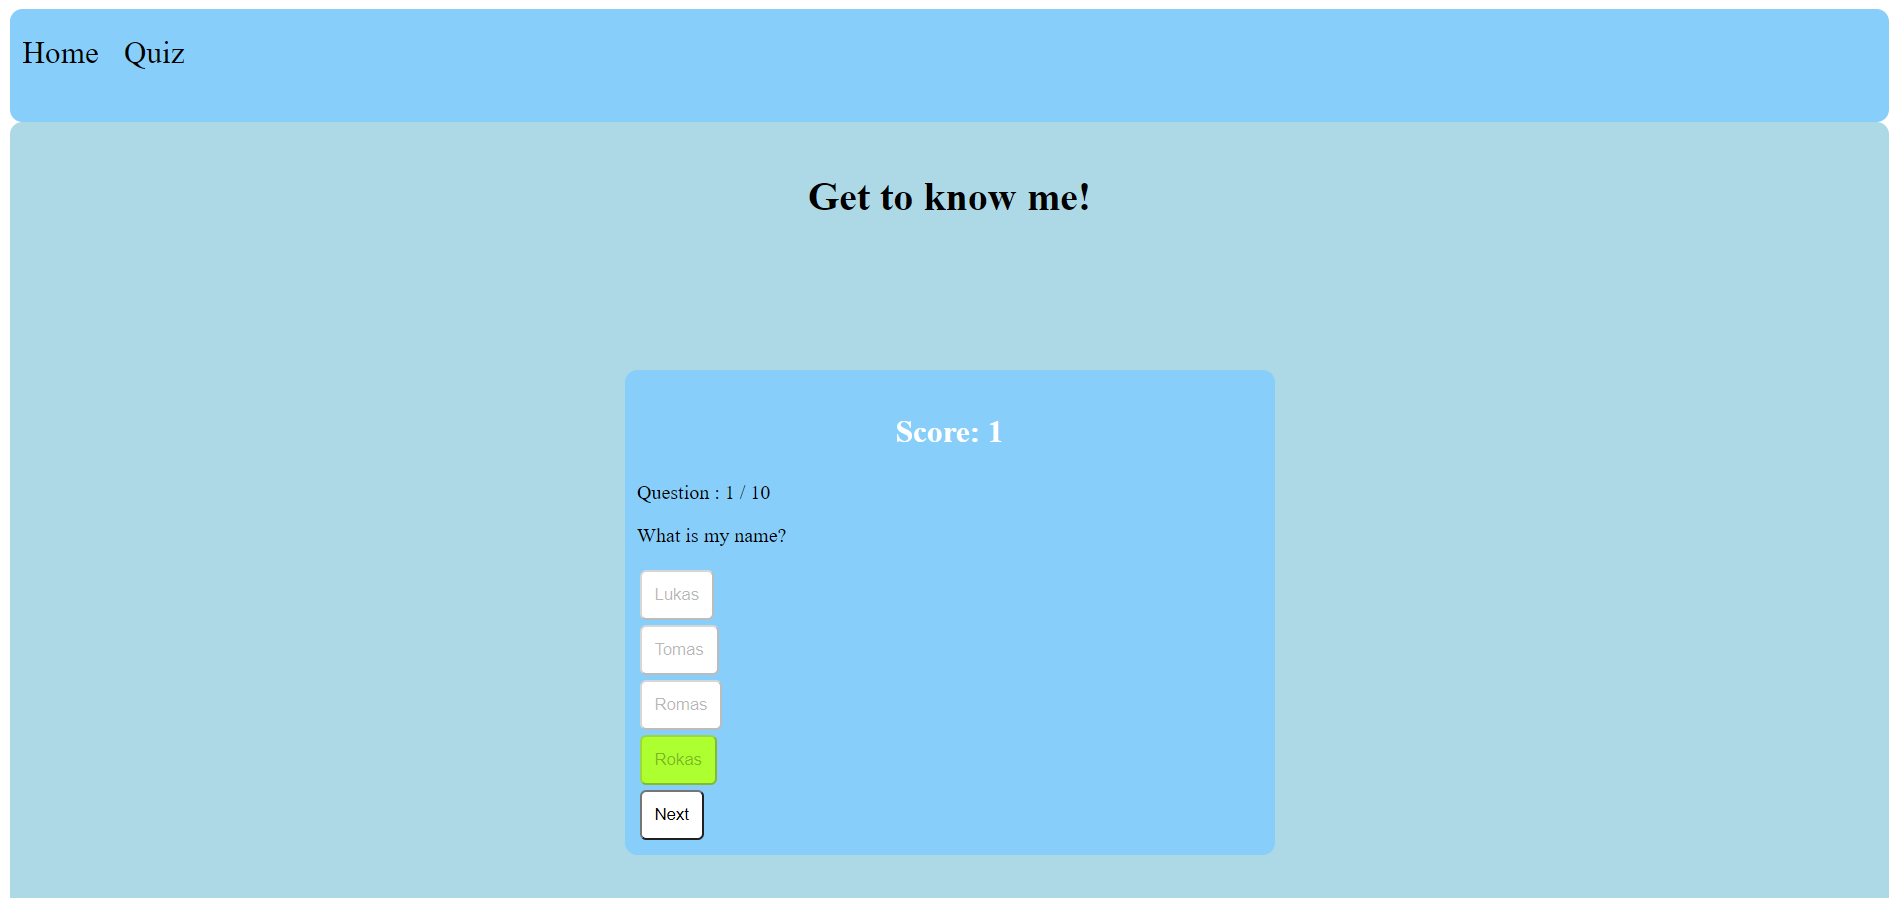 Home Quiz
Get to know me!
Score: 1
Question : 1 / 10
What is my name?
Lukas
Tomas
Romas
Rokas
Next